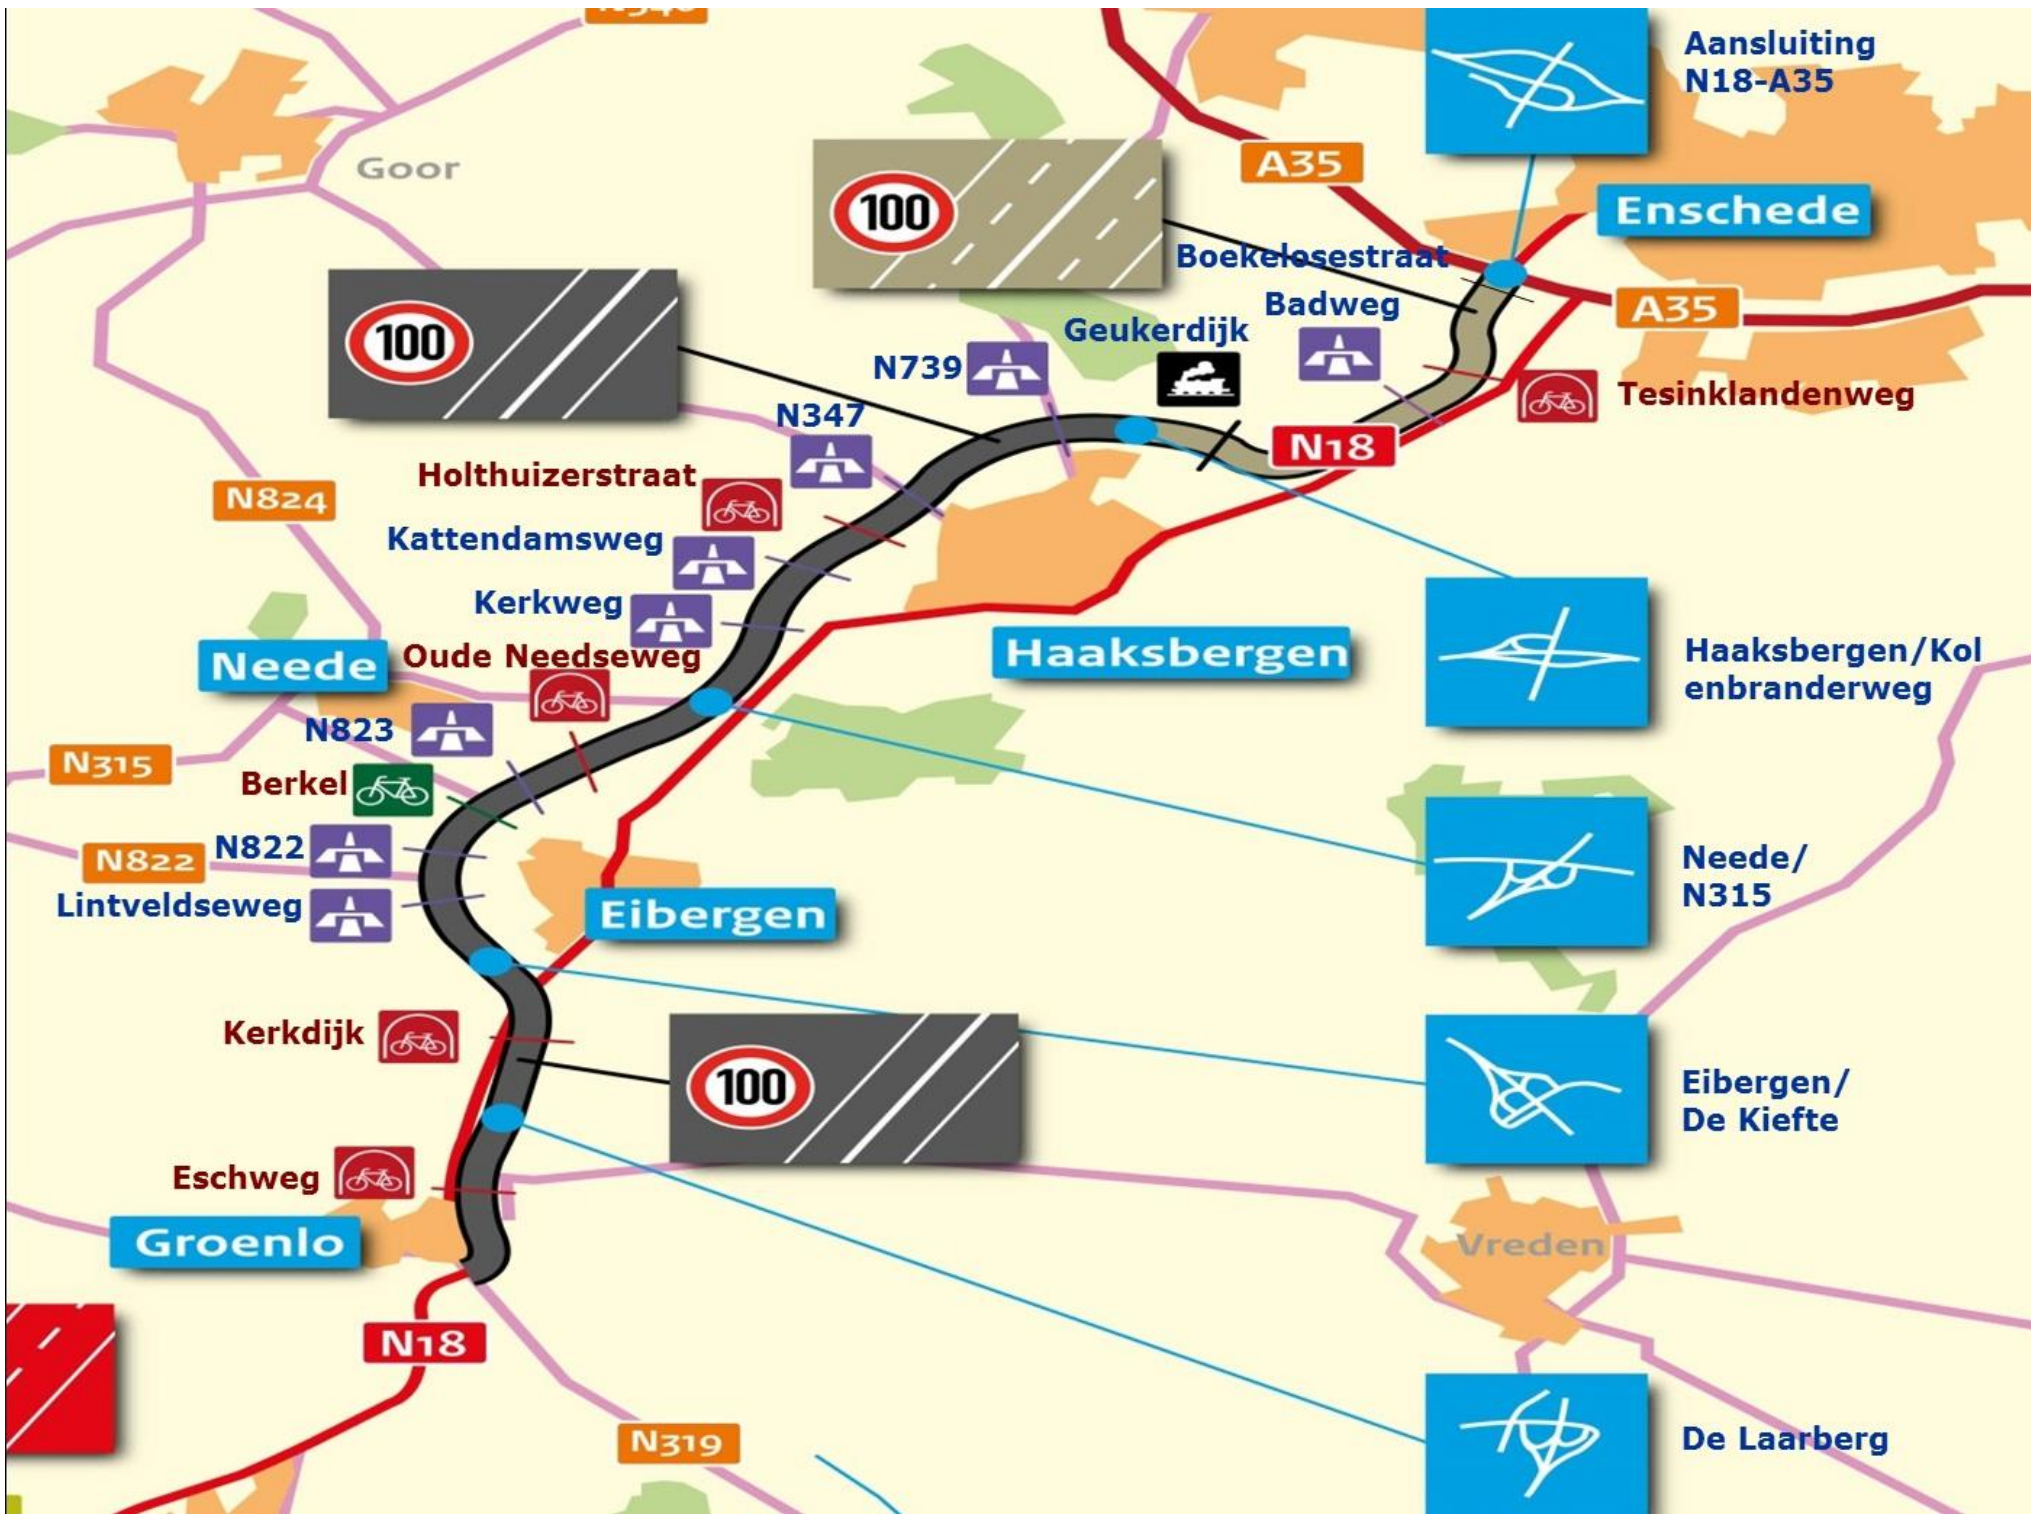 Aansluiting
N18-A35
Goor
A35
100
Enschede
Boekelosestraat
Badweg
A35
Geukerdijk
100
N739
Tesinklandenweg
N347
N18
Holthuizerstraat
N824
Kattendamsweg
Kerkweg
Neede
Oude Needseweg
Haaksbergen
Haaksbergen/Kol
enbranderweg
N823
N315
Berkel
N822
N822
Lintveldseweg
Eibergen
Neede/
N315
Kerkdijk
100
Eibergen/
De Kiefte
Eschweg
Groenlo
Vreden
N18
N319
De Laarberg